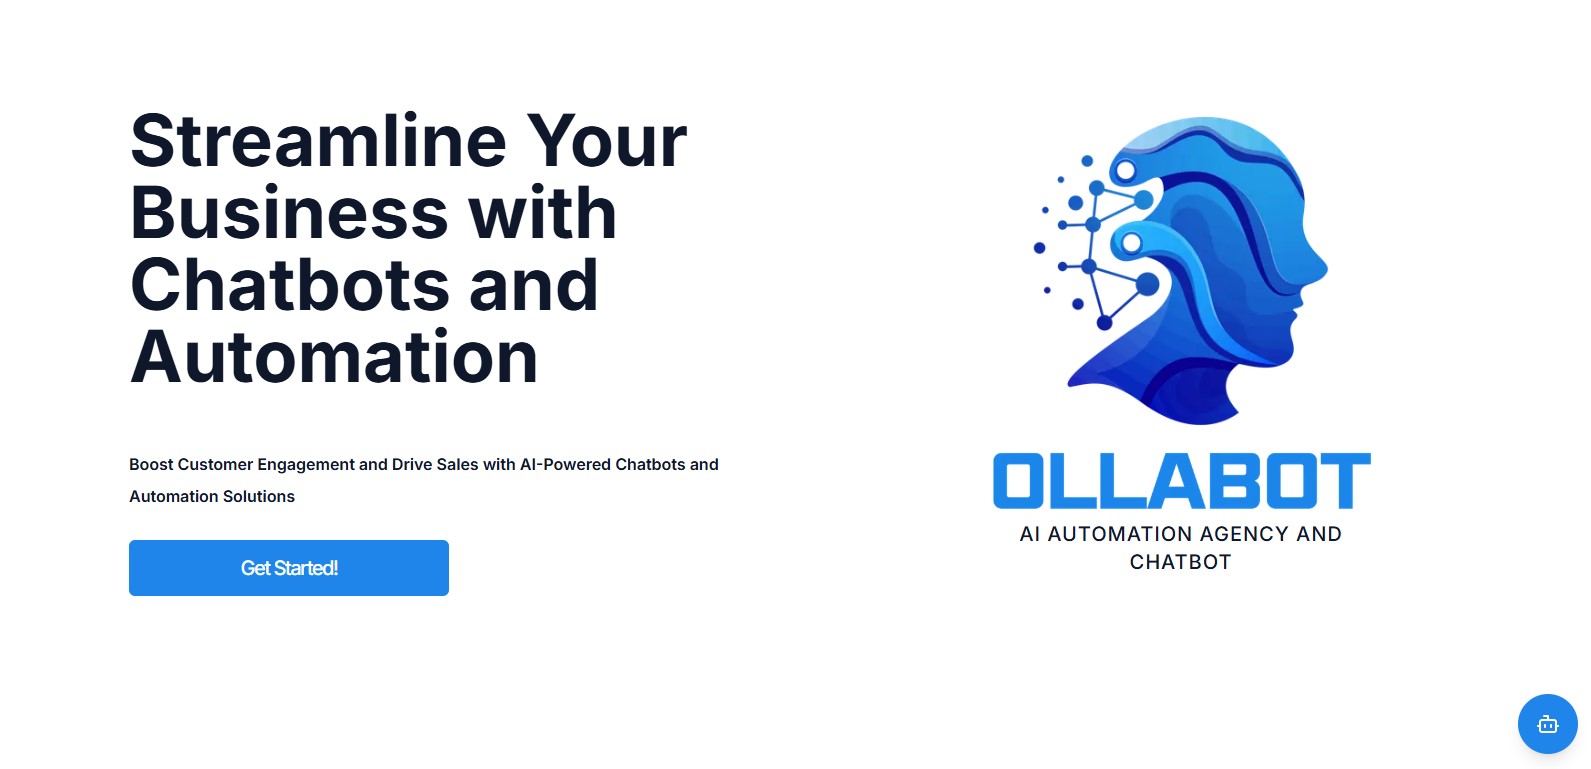 Streamline Your
Business with
Chatbots and
Automation
Boost Customer Engagement and Drive Sales with AI-Powered Chatbots and
Automation Solutions
Get Started!
OLLABOT
AI AUTOMATION AGENCY AND
CHATBOT